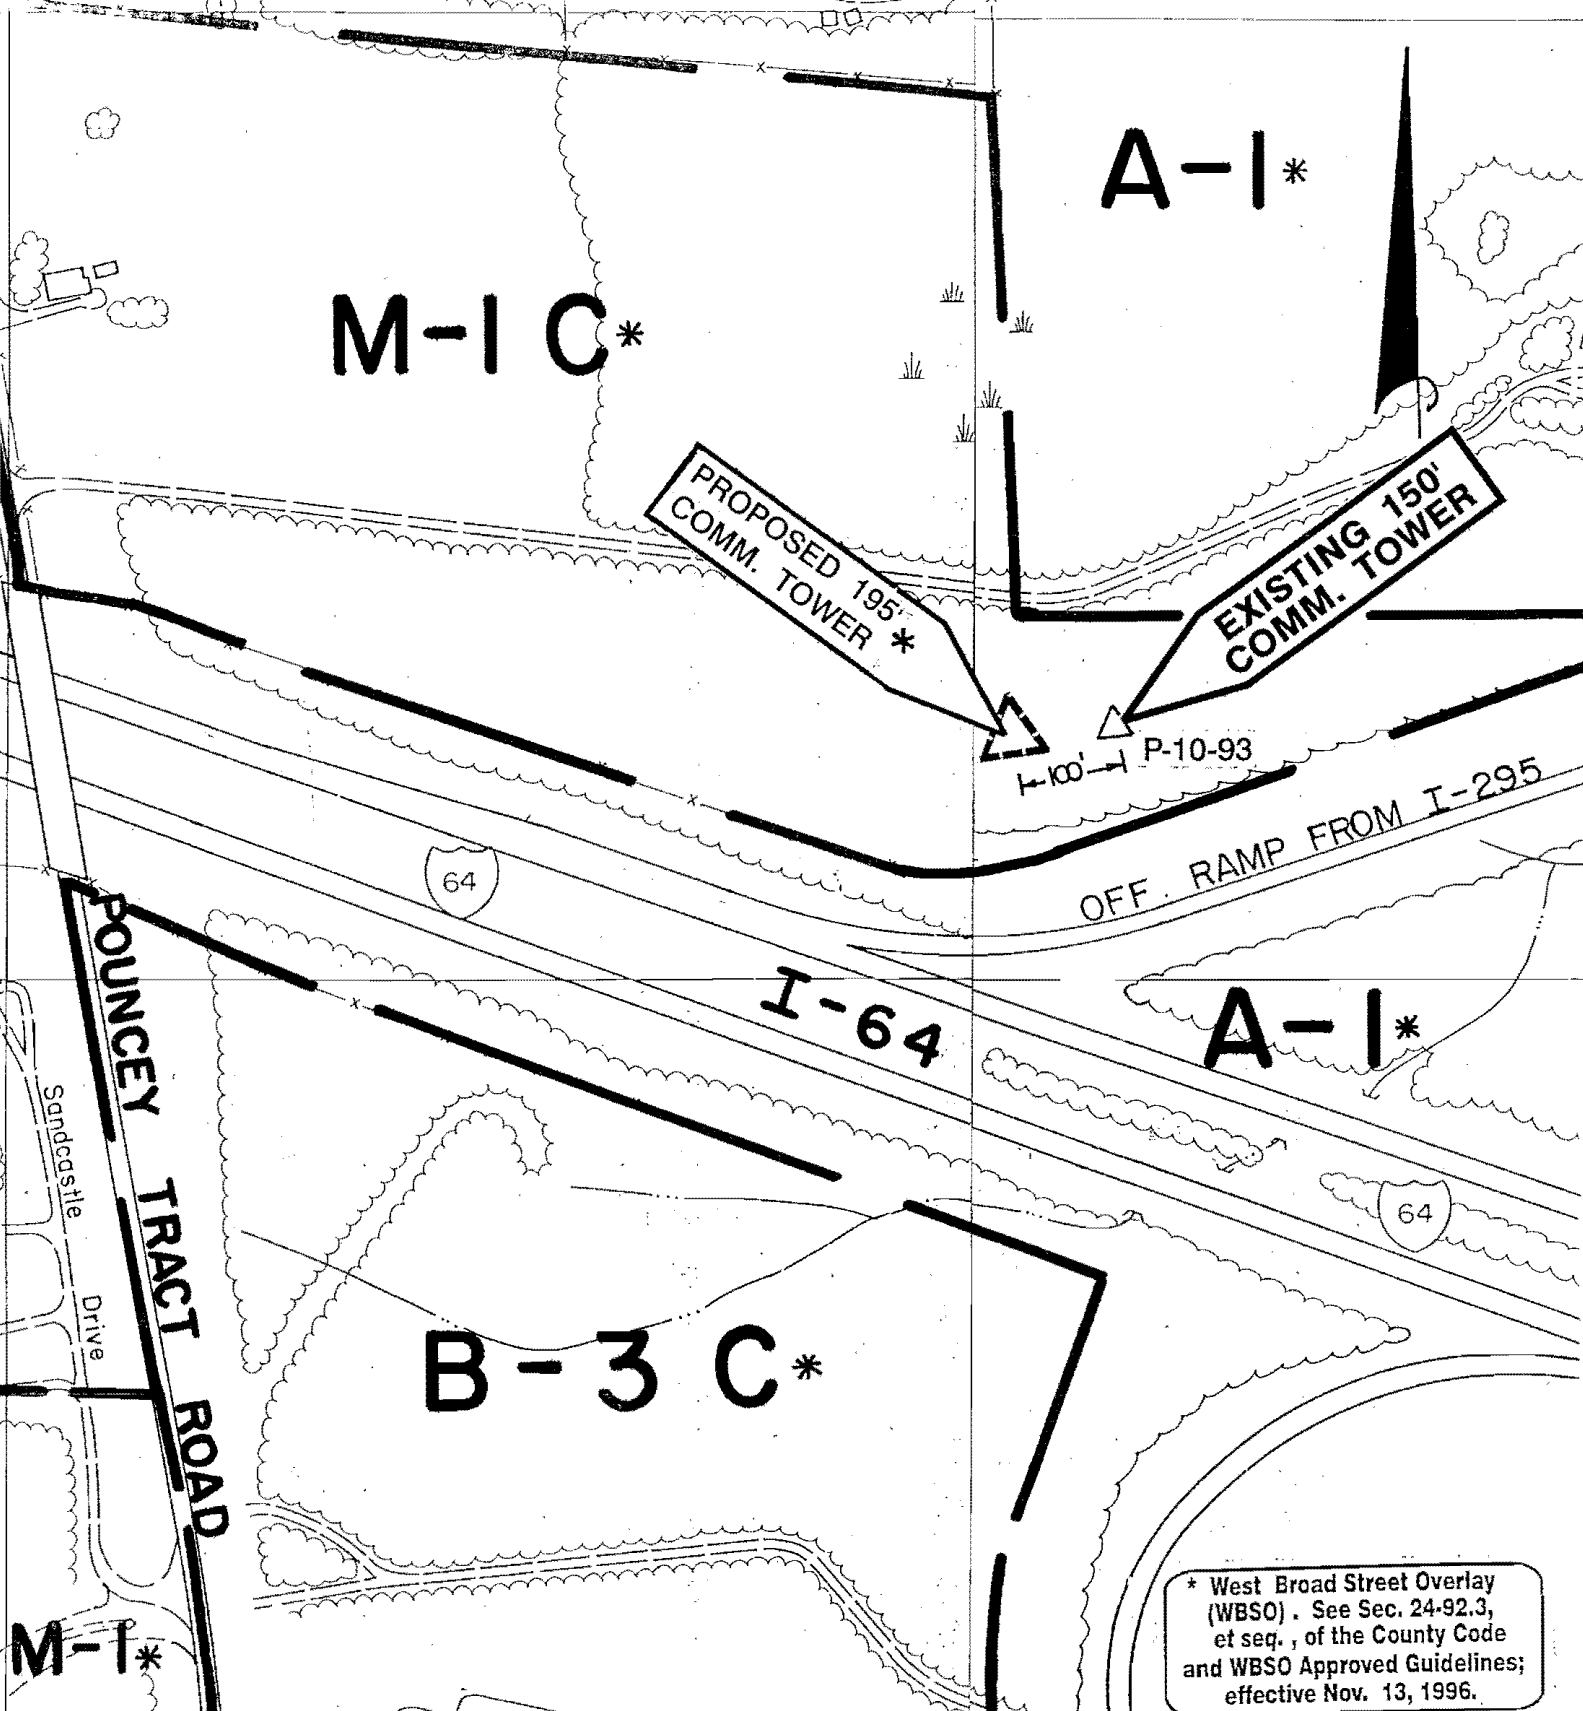 A-1*
M-1 C*
PROPOSED 195'
COMM. TOWER *
EXISTING 150'
COMM. TOWER
100'
P-10-93
OFF. RAMP FROM I-295
64
I-64
A-1*
POUNCEY TRACT ROAD
Sandcastle Drive
64
B-3 C*
M-1*
* West Broad Street Overlay
(WBSO). See Sec. 24-92.3,
et seq., of the County Code
and WBSO Approved Guidelines;
effective Nov. 13, 1996.